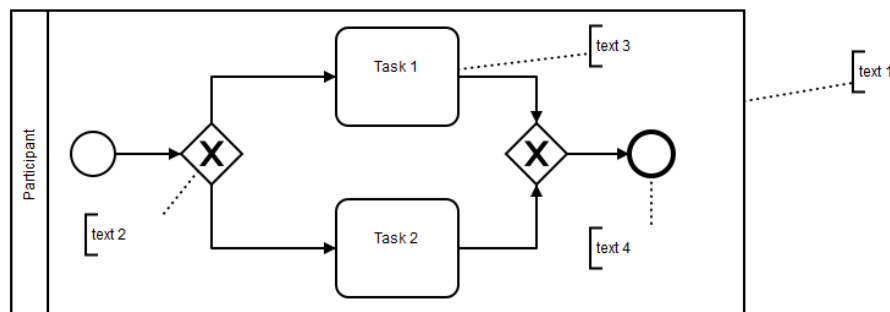 text 3
Task 1
text 1
Participant
text 2
Task 2
text 4